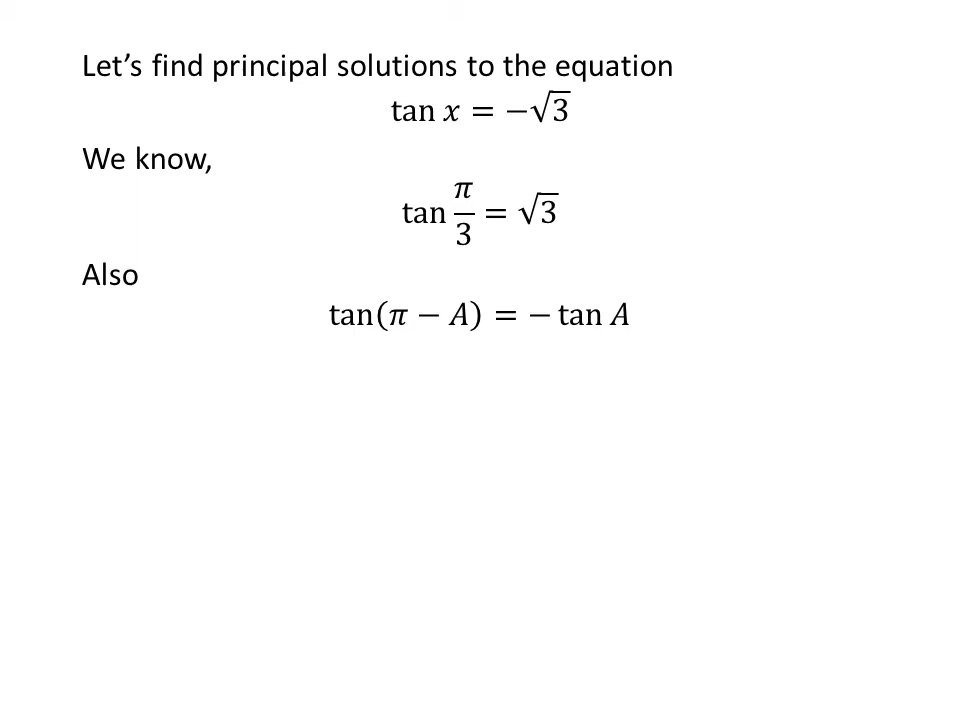 Let’s find principal solutions to the equation
tan 𝑥 = −√3
We know,
tan 𝜋/3 = √3
Also
tan(𝜋 − 𝐴) = − tan 𝐴